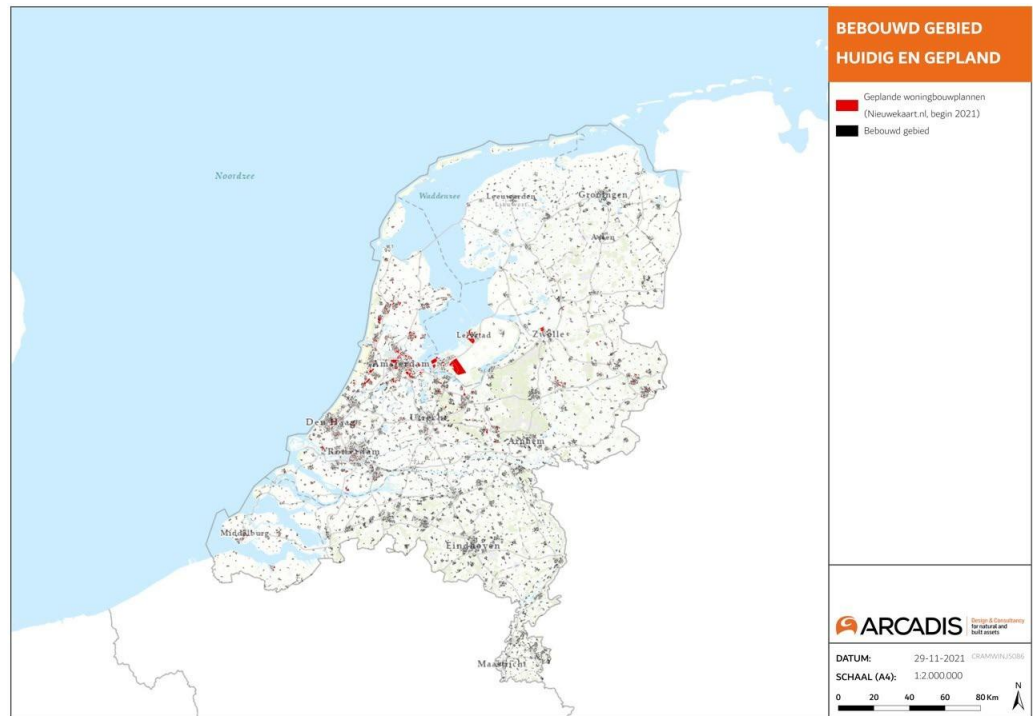 BEBOUWD GEBIED
HUIDIG EN GEPLAND
Geplande woningbouwplannen
(Nieuwekaart.nl, begin 2021)
Bebouwd gebied
Noordzee
Waddenzee
Leeuwarden
Groningen
Assen
Lelystad
Zwolle
Amsterdam
Den Haag
Utrecht
Arnhem
Rotterdam
Middelburg
Eindhoven
Maastricht
ARCADIS
Design & Consultancy
for natural and
built assets
DATUM: 29-11-2021 CRAMWINJ5086
SCHAAL (A4): 1:2.000.000
N
0 20 40 60 80 Km